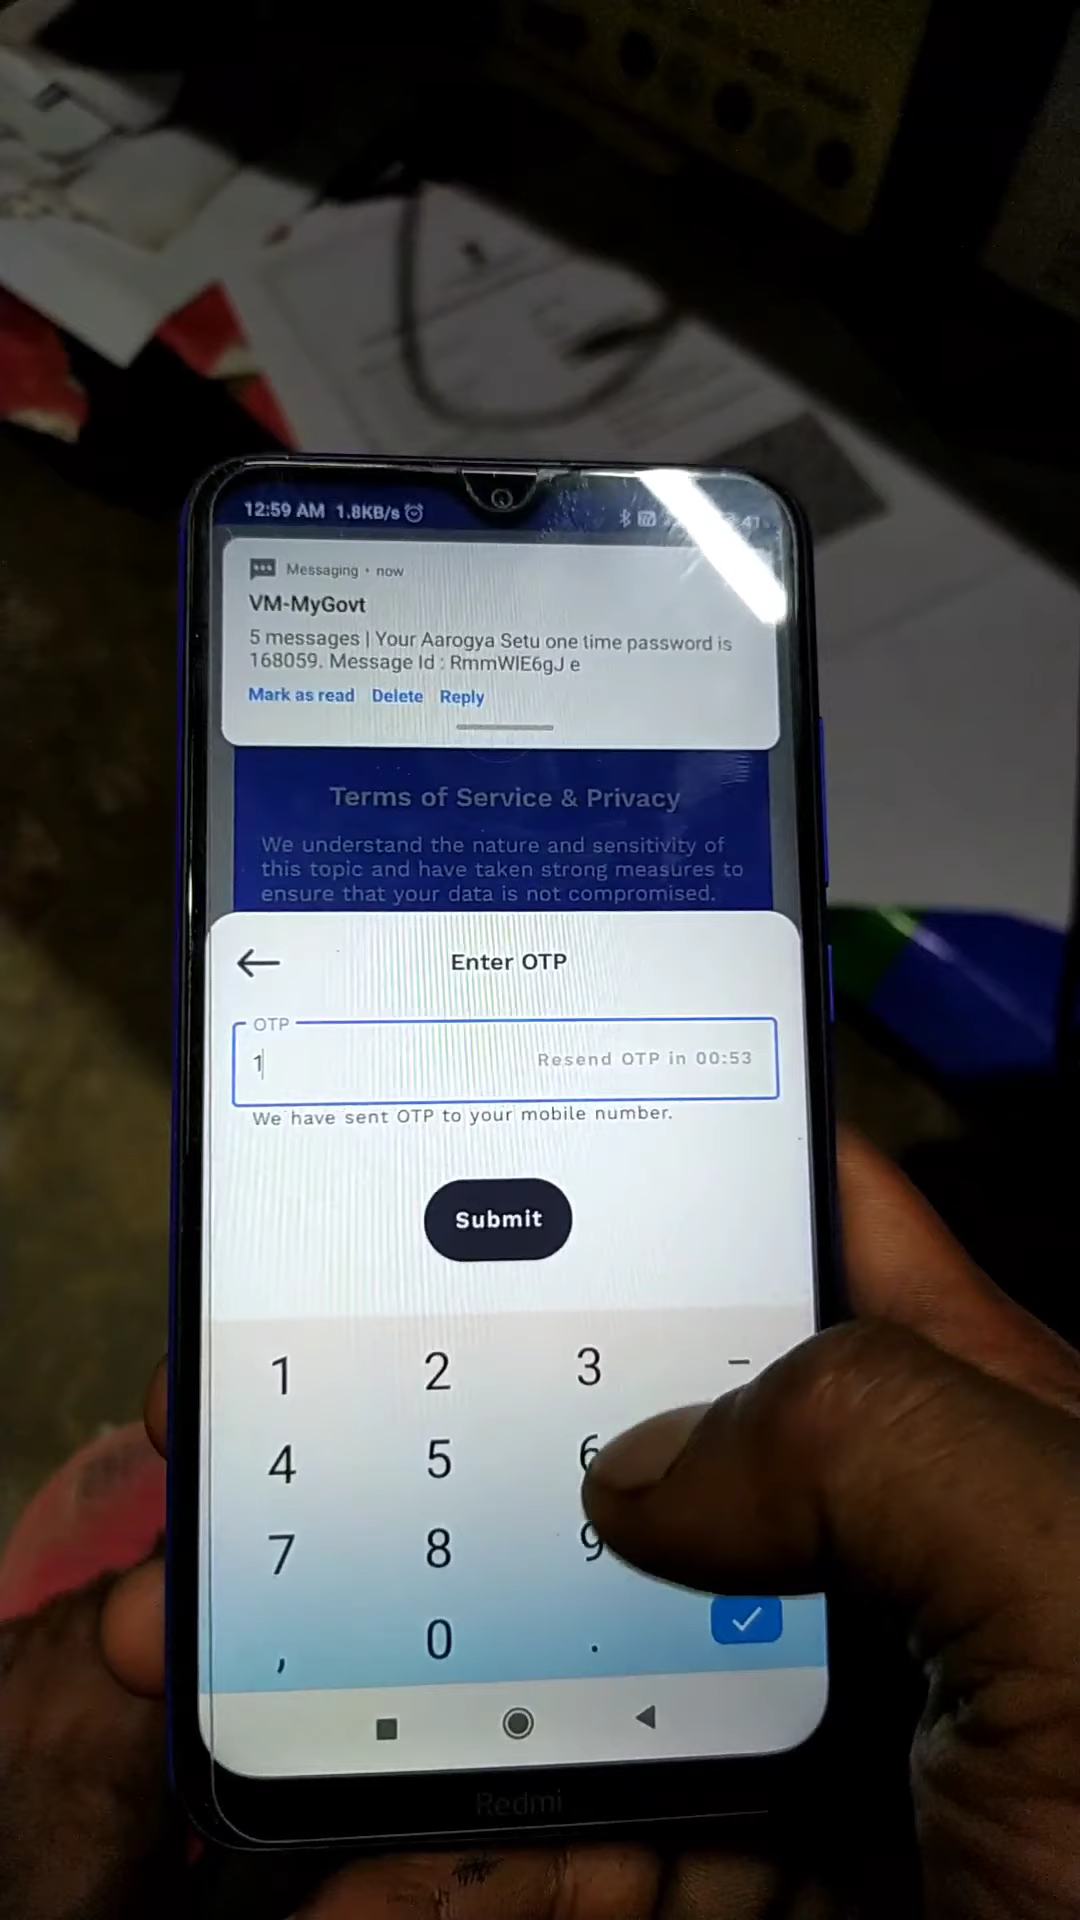 12:59 AM 1.8KB/s
41
Messaging • now
VM-MyGovt
5 messages | Your Aarogya Setu one time password is
168059. Message Id : RmmWIE6gJ e
Mark as read Delete Reply
Terms of Service & Privacy
We understand the nature and sensitivity of
this topic and have taken strong measures to
ensure that your data is not compromised.
Enter OTP
OTP
1 Resend OTP in 00:53
We have sent OTP to your mobile number.
Submit
1 2 3 –
4 5 6
7 8 9
, 0 .
Redmi